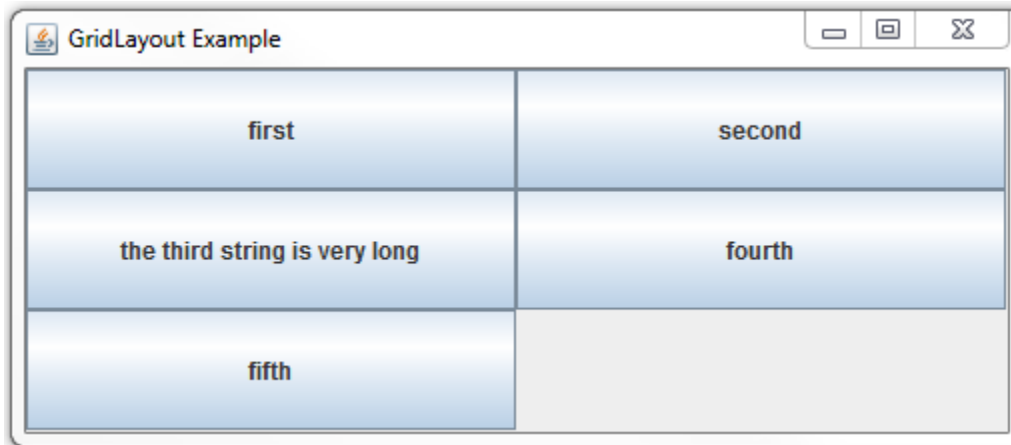 GridLayout Example
first
second
the third string is very long
fourth
fifth